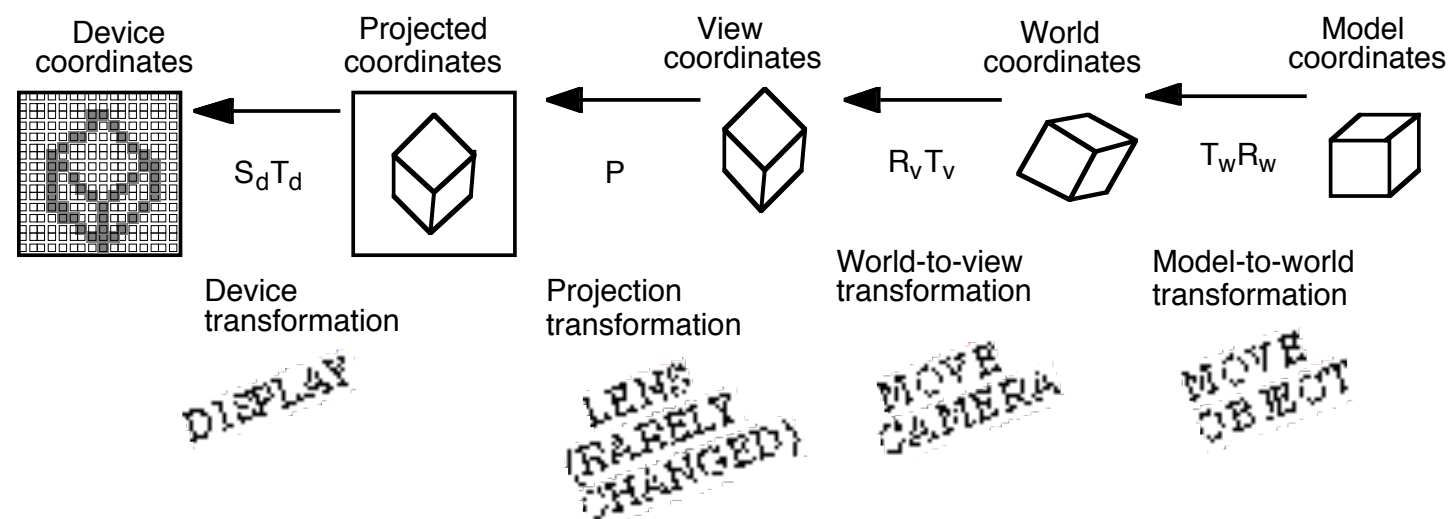 Device
coordinates
Projected
coordinates
View
coordinates
World
coordinates
Model
coordinates
SdTd
P
RvTv
TwRw
Device
transformation
Projection
transformation
World-to-view
transformation
Model-to-world
transformation
DISPLAY
LENS
(RARELY
CHANGED)
MOVE
CAMERA
MOVE
OBJECT